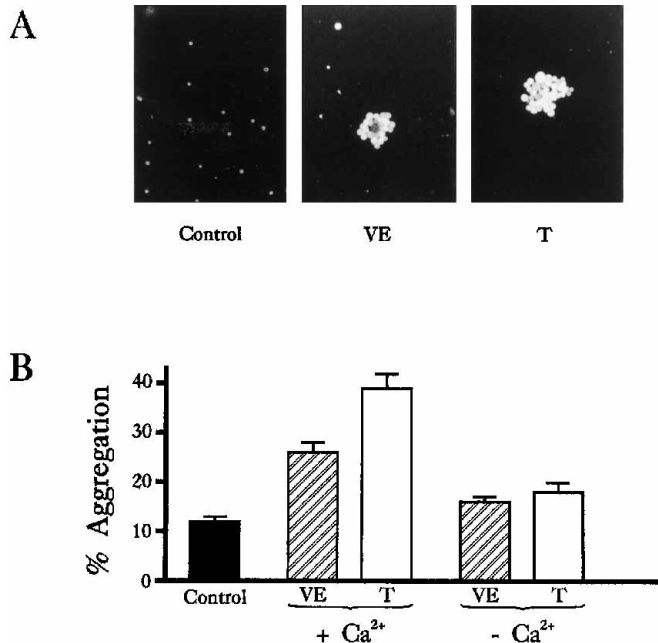 A
Control VE T
B
% Aggregation
40
30
20
10
0
Control VE T VE T
+ Ca²⁺ - Ca²⁺